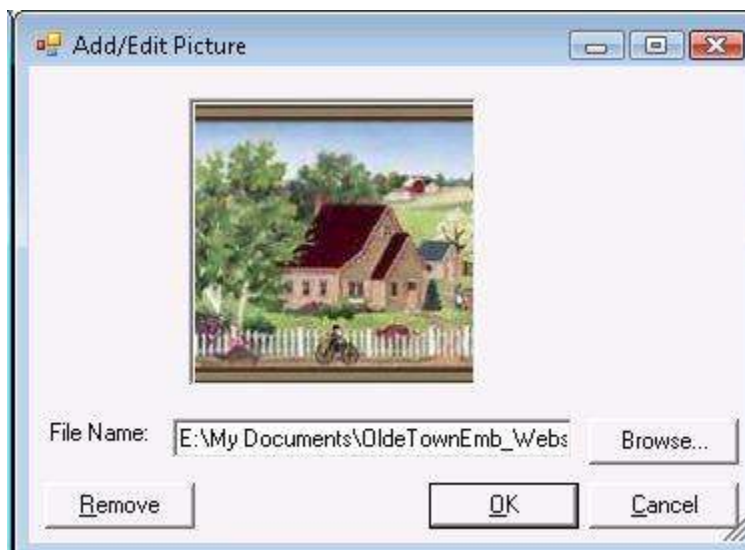 Add/Edit Picture
File Name: E:\My Documents\OldeTownEmb_Webs Browse...
Remove OK Cancel